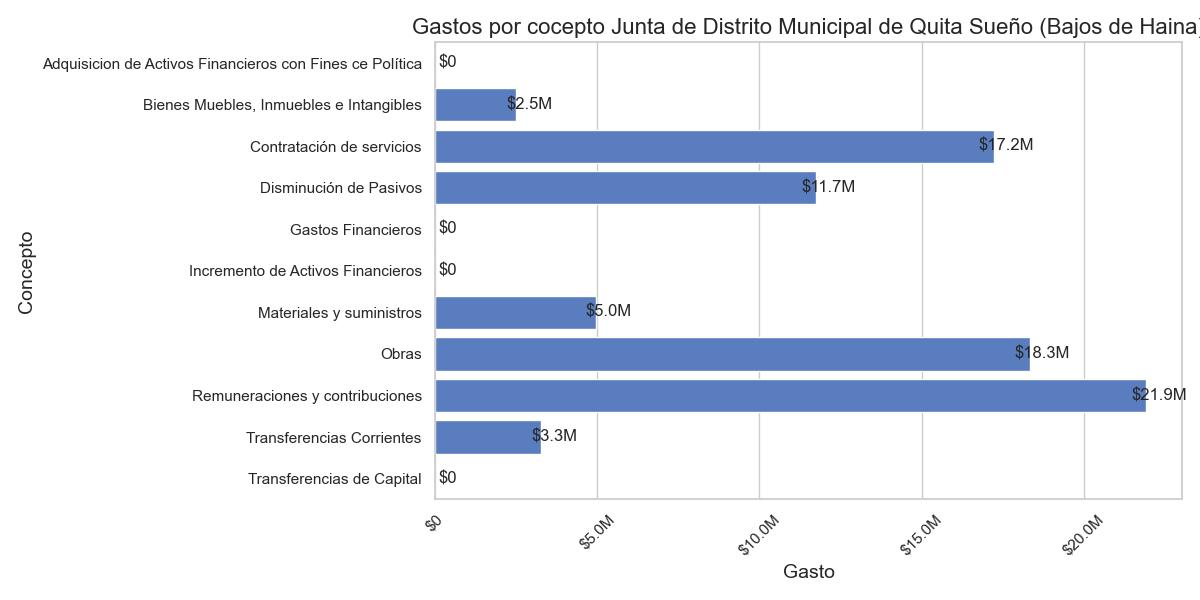 Gastos por cocepto Junta de Distrito Municipal de Quita Sueño (Bajos de Haina)
Concepto
Adquisicion de Activos Financieros con Fines ce Política $0
Bienes Muebles, Inmuebles e Intangibles $2.5M
Contratación de servicios $17.2M
Disminución de Pasivos $11.7M
Gastos Financieros $0
Incremento de Activos Financieros $0
Materiales y suministros $5.0M
Obras $18.3M
Remuneraciones y contribuciones $21.9M
Transferencias Corrientes $3.3M
Transferencias de Capital $0
$0 $5.0M $10.0M $15.0M $20.0M
Gasto